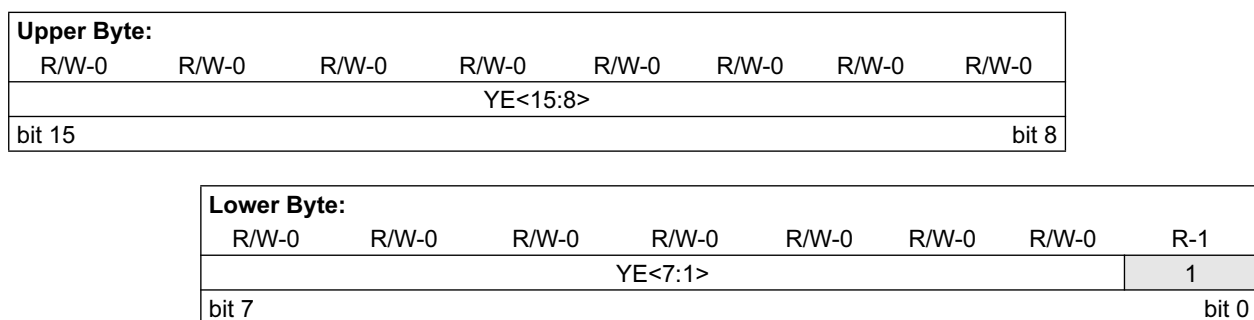 Upper Byte:
R/W-0 R/W-0 R/W-0 R/W-0 R/W-0 R/W-0 R/W-0 R/W-0
YE<15:8>
bit 15 bit 8
Lower Byte:
R/W-0 R/W-0 R/W-0 R/W-0 R/W-0 R/W-0 R/W-0 R-1
YE<7:1> 1
bit 7 bit 0